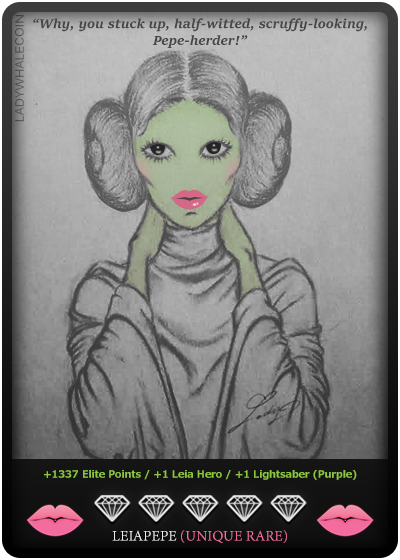 “Why, you stuck up, half-witted, scruffy-looking,
Pepe-herder!”
LADYWHALECOIN
+1337 Elite Points / +1 Leia Hero / +1 Lightsaber (Purple)
LEIAPEPE (UNIQUE RARE)